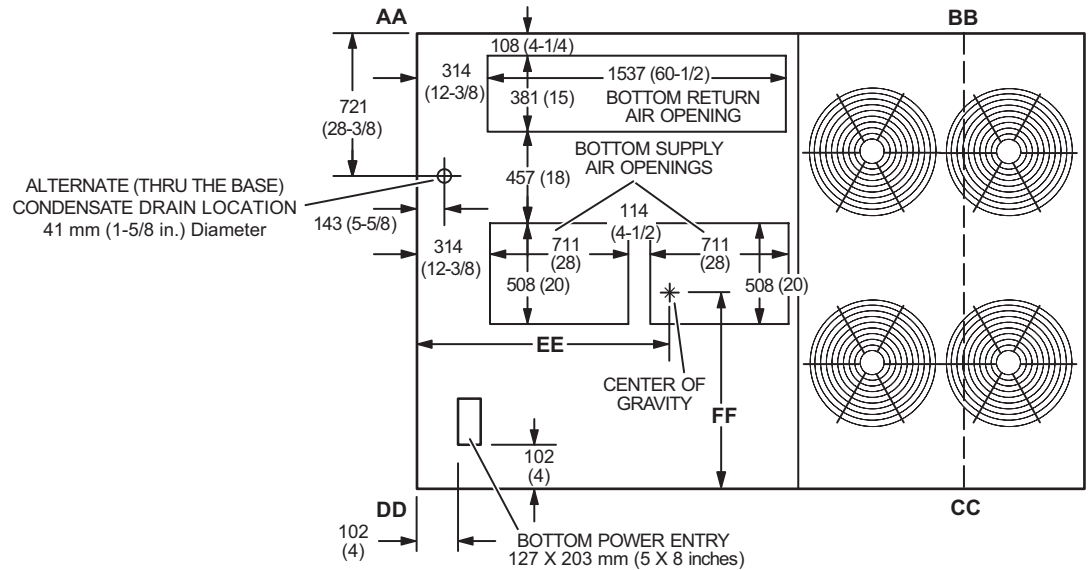 AA
BB
108 (4-1/4)
314
(12-3/8)
1537 (60-1/2)
381 (15)
BOTTOM RETURN
AIR OPENING
721
(28-3/8)
BOTTOM SUPPLY
AIR OPENINGS
457 (18)
ALTERNATE (THRU THE BASE)
CONDENSATE DRAIN LOCATION
41 mm (1-5/8 in.) Diameter
143 (5-5/8)
114
(4-1/2)
314
(12-3/8)
711
(28)
711
(28)
508 (20)
508 (20)
EE
CENTER OF
GRAVITY
FF
102
(4)
DD
CC
102
(4)
BOTTOM POWER ENTRY
127 X 203 mm (5 X 8 inches)